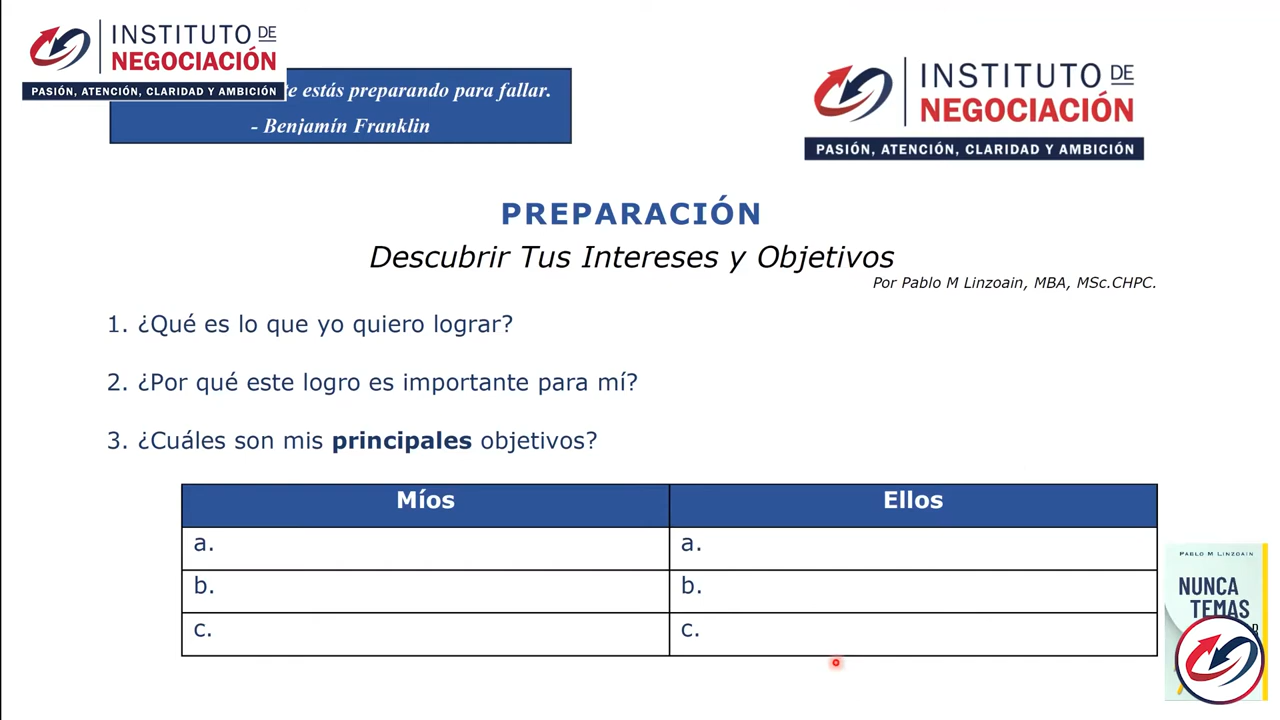 INSTITUTO DE
NEGOCIACIÓN
PASIÓN, ATENCIÓN, CLARIDAD Y AMBICIÓN
te estás preparando para fallar.
- Benjamín Franklin
INSTITUTO DE
NEGOCIACIÓN
PASIÓN, ATENCIÓN, CLARIDAD Y AMBICIÓN
PREPARACIÓN
Descubrir Tus Intereses y Objetivos
Por Pablo M Linzoain, MBA, MSc.CHPC.
1. ¿Qué es lo que yo quiero lograr?
2. ¿Por qué este logro es importante para mí?
3. ¿Cuáles son mis principales objetivos?
Míos Ellos
a. a.
b. b.
c. c.
PABLO M LINZOAIN
NUNCA
TEMAS